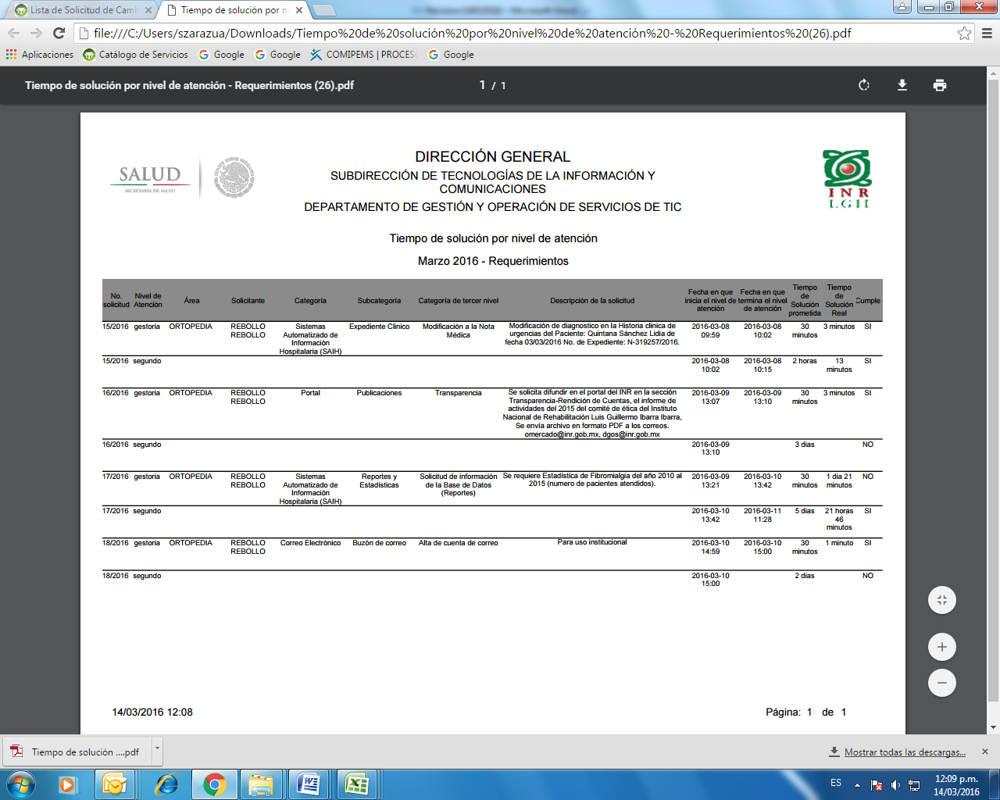 Lista de Solicitud de Camb
Tiempo de solución por n
file:///C:/Users/szarazua/Downloads/Tiempo%20de%20solución%20por%20nivel%20de%20atención%20-%20Requerimientos%20(26).pdf
Aplicaciones Catálogo de Servicios Google Google COMIPEMS | PROCES Google
Tiempo de solución por nivel de atención - Requerimientos (26).pdf 1 / 1
SALUD
SECRETARÍA DE SALUD
ESTADOS UNIDOS MEXICANOS
DIRECCIÓN GENERAL
SUBDIRECCIÓN DE TECNOLOGÍAS DE LA INFORMACIÓN Y
COMUNICACIONES
DEPARTAMENTO DE GESTIÓN Y OPERACIÓN DE SERVICIOS DE TIC
INR
LGII
Tiempo de solución por nivel de atención
Marzo 2016 - Requerimientos
No. solicitud Nivel de Atención Área Solicitante Categoría Subcategoría Categoría de tercer nivel Descripción de la solicitud Fecha en que inicia el nivel de atención Fecha en que termina el nivel de atención Tiempo de Solución prometida Tiempo de Solución Real Cumple
15/2016 gestoria ORTOPEDIA REBOLLO REBOLLO Sistemas Automatizado de Información Hospitalaria (SAIH) Expediente Clinico Modificación a la Nota Médica Modificación de diagnostico en la Historia clinica de urgencias del Paciente: Quintana Sánchez Lidia de fecha 03/03/2016 No. de Expediente: N-319257/2016. 2016-03-08 09:59 2016-03-08 10:02 30 minutos 3 minutos SI
15/2016 segundo 2016-03-08 10:02 2016-03-08 10:15 2 horas 13 minutos SI
16/2016 gestoria ORTOPEDIA REBOLLO REBOLLO Portal Publicaciones Transparencia Se solicita difundir en el portal del INR en la sección Transparencia-Rendición de Cuentas, el informe de actividades del 2015 del comité de ética del Instituto Nacional de Rehabilitación Luis Guillermo Ibarra Ibarra, Se envía archivo en formato PDF a los correos. omercado@inr.gob.mx, dgos@inr.gob.mx 2016-03-09 13:07 2016-03-09 13:10 30 minutos 3 minutos SI
16/2016 segundo 2016-03-09 13:10 3 dias NO
17/2016 gestoria ORTOPEDIA REBOLLO REBOLLO Sistemas Automatizado de Información Hospitalaria (SAIH) Reportes y Estadísticas Solicitud de información de la Base de Datos (Reportes) Se requiere Estadística de Fibromialgia del año 2010 al 2015 (numero de pacientes atendidos). 2016-03-09 13:21 2016-03-10 13:42 30 minutos 1 dia 21 minutos NO
17/2016 segundo 2016-03-10 13:42 2016-03-11 11:28 5 dias 21 horas 46 minutos SI
18/2016 gestoria ORTOPEDIA REBOLLO REBOLLO Correo Electrónico Buzón de correo Alta de cuenta de correo Para uso institucional 2016-03-10 14:59 2016-03-10 15:00 30 minutos 1 minuto SI
18/2016 segundo 2016-03-10 15:00 2 dias NO
14/03/2016 12:08 Página: 1 de 1
Tiempo de solución ....pdf Mostrar todas las descargas...
ES 12:09 p.m.
14/03/2016